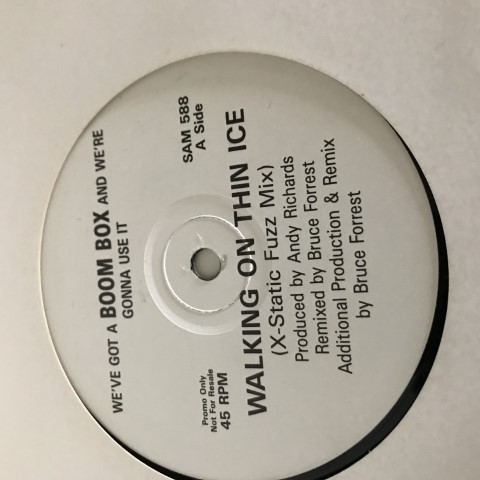 WE'VE GOT A BOOM BOX AND WE'RE
GONNA USE IT
Promo Only
Not For Resale
45 RPM
SAM 588
A Side
WALKING ON THIN ICE
(X-Static Fuzz Mix)
Produced by Andy Richards
Remixed by Bruce Forrest
Additional Production & Remix
by Bruce Forrest